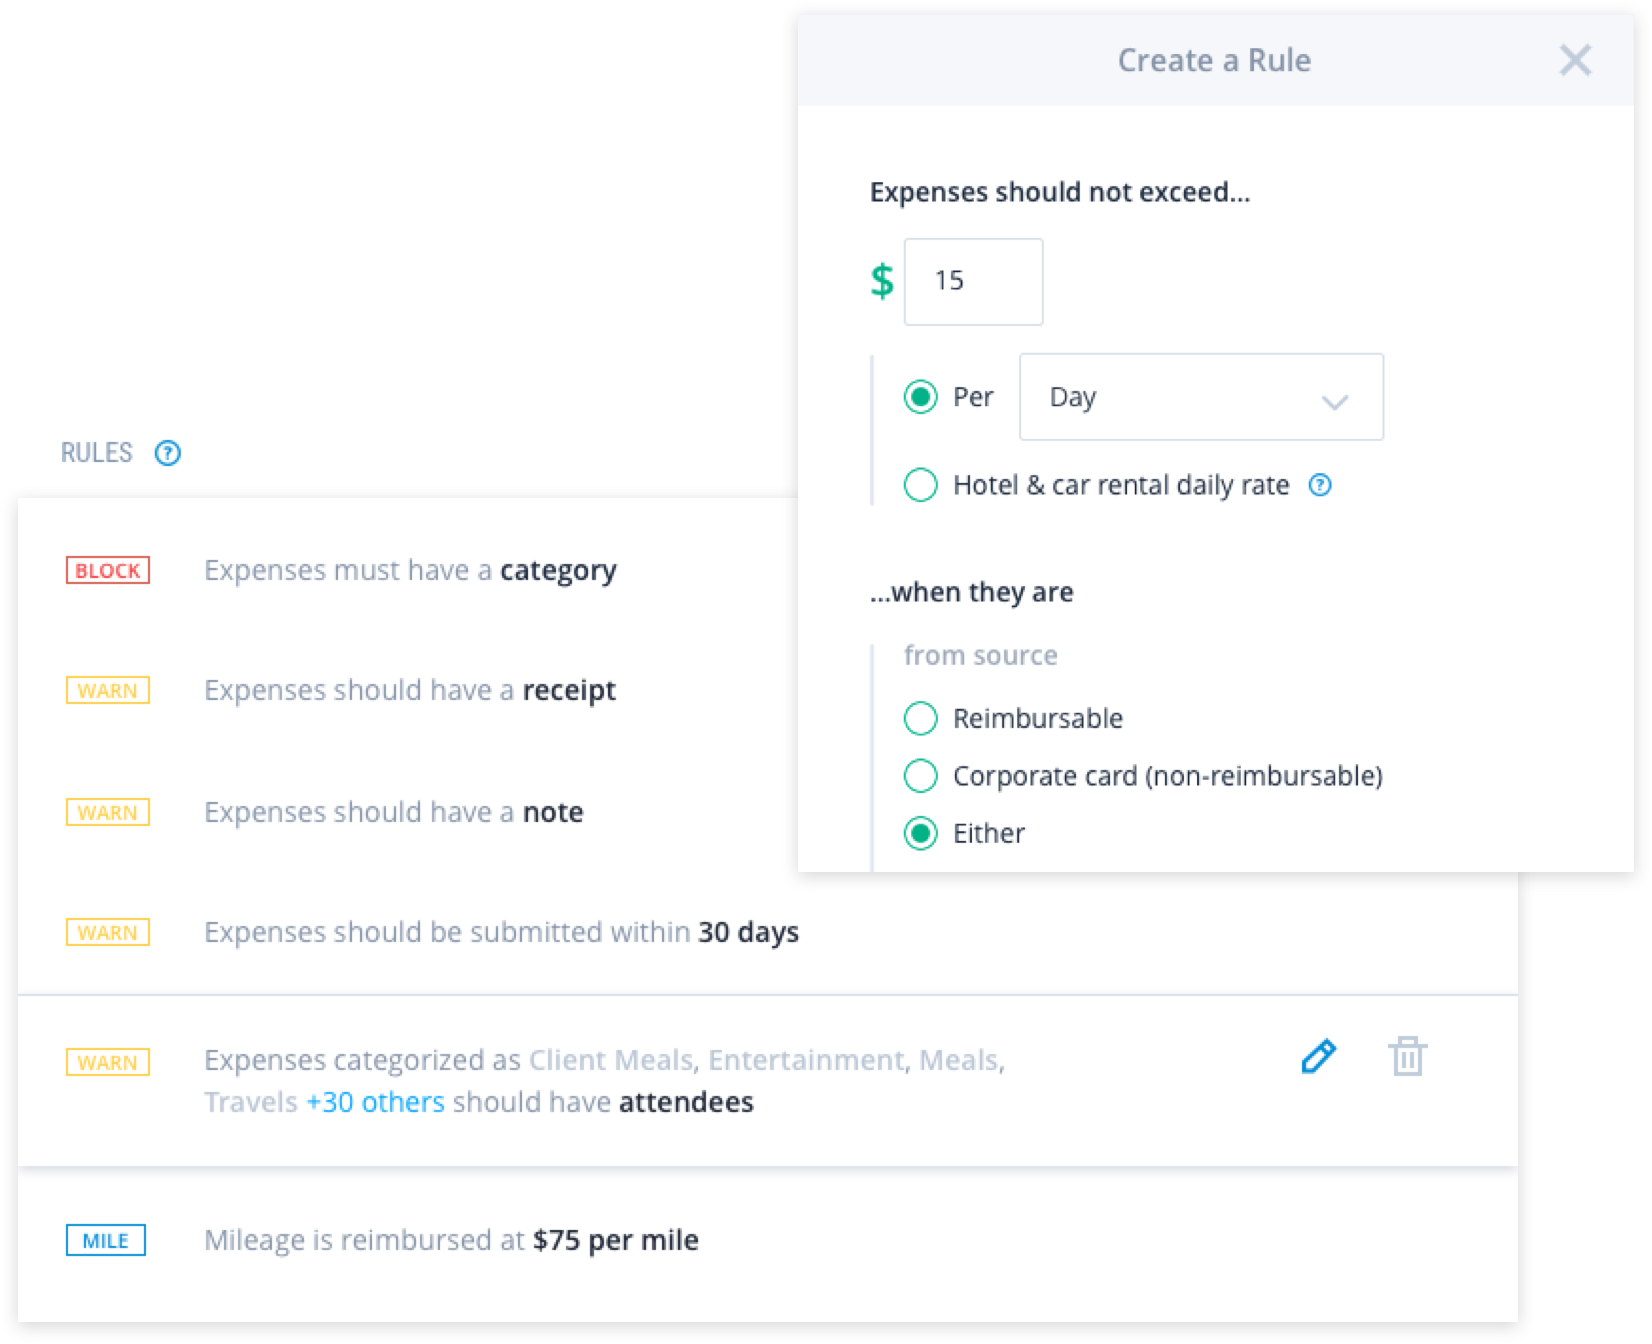 Create a Rule
Expenses should not exceed...
$ 15
Per Day
Hotel & car rental daily rate ?
...when they are
from source
Reimbursable
Corporate card (non-reimbursable)
Either
RULES ?
BLOCK Expenses must have a category
WARN Expenses should have a receipt
WARN Expenses should have a note
WARN Expenses should be submitted within 30 days
WARN Expenses categorized as Client Meals, Entertainment, Meals,
Travels +30 others should have attendees
MILE Mileage is reimbursed at $75 per mile